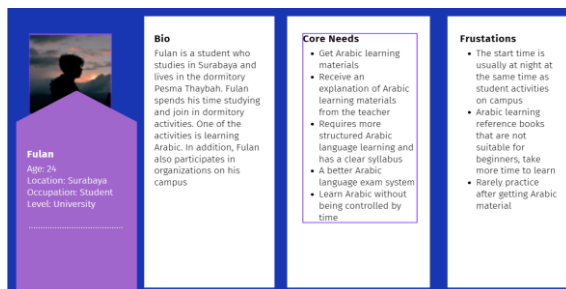 Fulan
Age: 24
Location: Surabaya
Occupation: Student
Level: University
Bio
Fulan is a student who
studies in Surabaya and
lives in the dormitory
Pesma Thaybah. Fulan
spends his time studying
and join in dormitory
activities. One of the
activities is learning
Arabic. In addition, Fulan
also participates in
organizations on his
campus
Core Needs
• Get Arabic learning
materials
• Receive an
explanation of Arabic
learning materials
from the teacher
• Requires more
structured Arabic
language learning and
has a clear syllabus
• A better Arabic
language exam system
• Learn Arabic without
being controlled by
time
Frustations
• The start time is
usually at night at
the same time as
student activities
on campus
• Arabic learning
reference books
that are not
suitable for
beginners, take
more time to learn
• Rarely practice
after getting Arabic
material